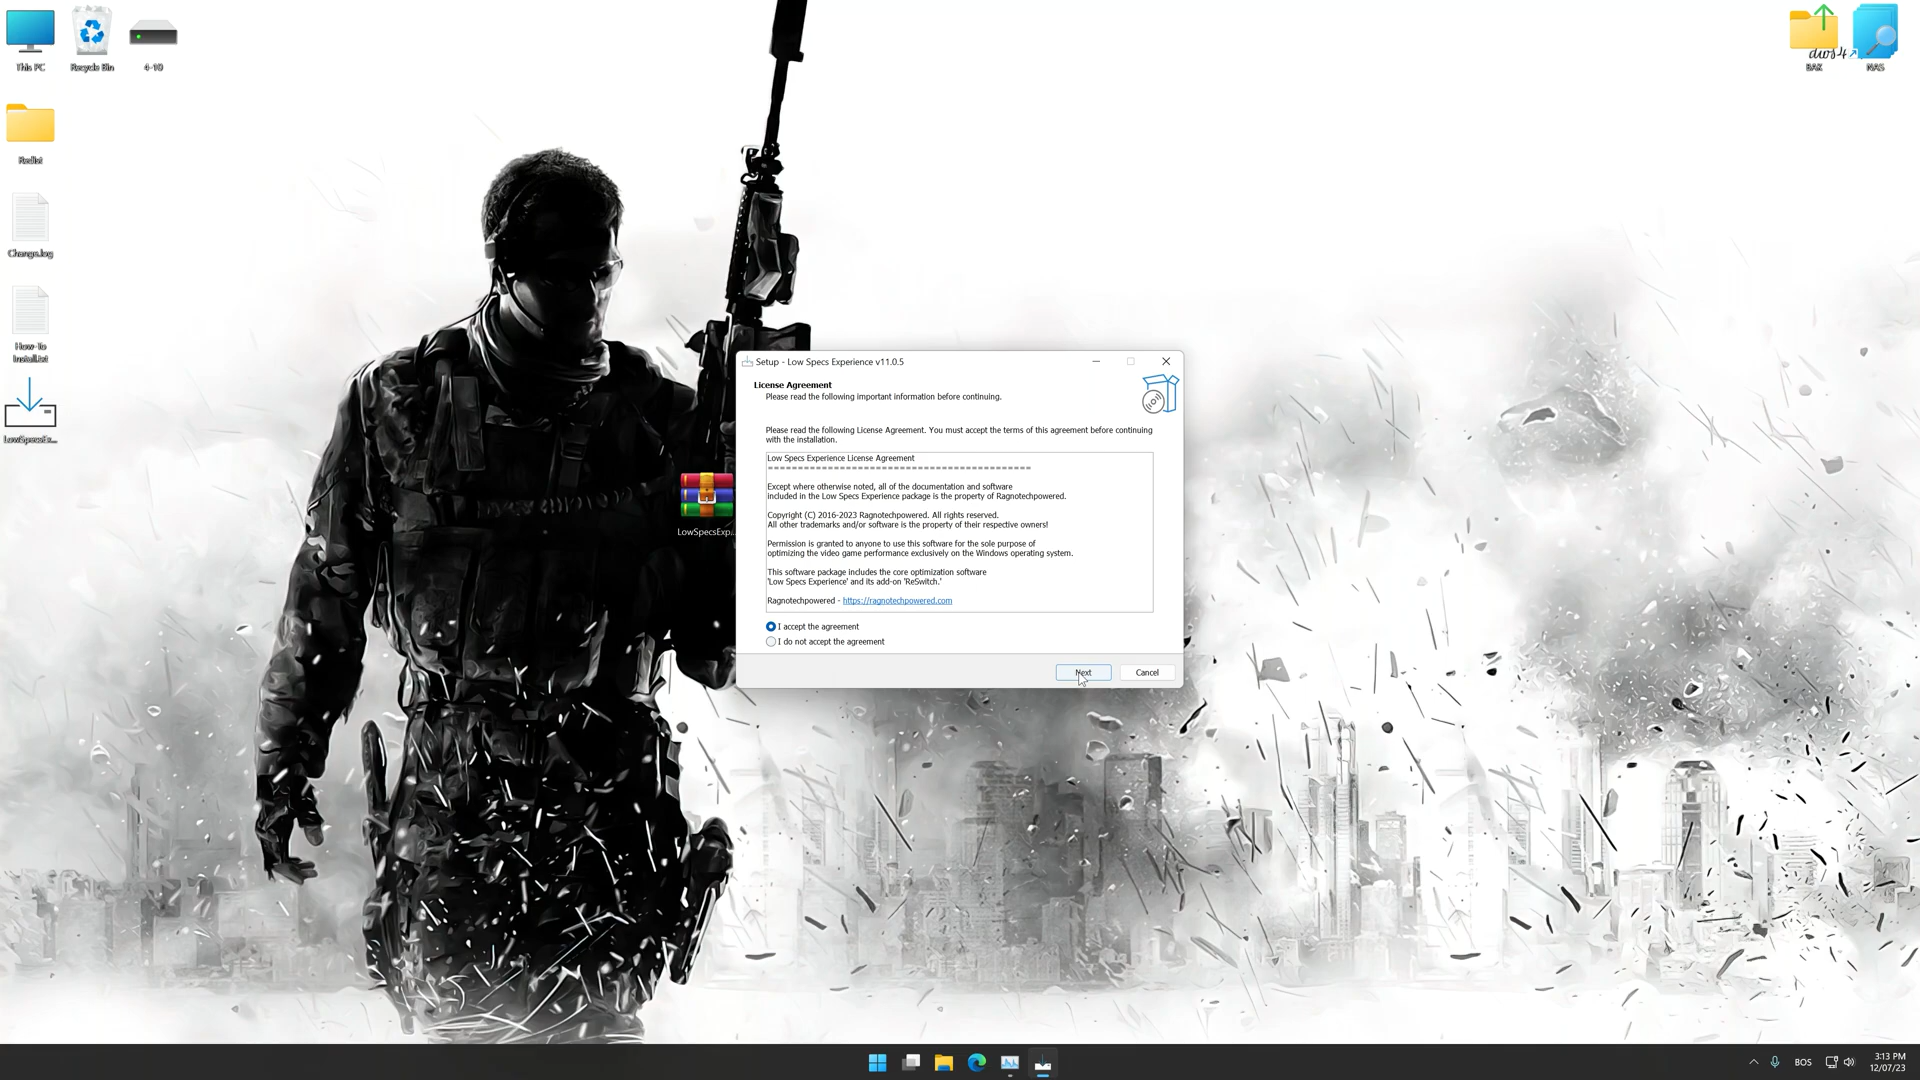 This PC
Recycle Bin
4-10
Redist
Change.log
How-To
Install.txt
LowSpecsEx...
LowSpecsExp...
dws4
BAK
NAS
Setup - Low Specs Experience v11.0.5
License Agreement
Please read the following important information before continuing.
Please read the following License Agreement. You must accept the terms of this agreement before continuing
with the installation.
Low Specs Experience License Agreement
============================================
Except where otherwise noted, all of the documentation and software
included in the Low Specs Experience package is the property of Ragnotechpowered.
Copyright (C) 2016-2023 Ragnotechpowered. All rights reserved.
All other trademarks and/or software is the property of their respective owners!
Permission is granted to anyone to use this software for the sole purpose of
optimizing the video game performance exclusively on the Windows operating system.
This software package includes the core optimization software
'Low Specs Experience' and its add-on 'ReSwitch.'
Ragnotechpowered - https://ragnotechpowered.com
I accept the agreement
I do not accept the agreement
Next
Cancel
BOS
3:13 PM
12/07/23